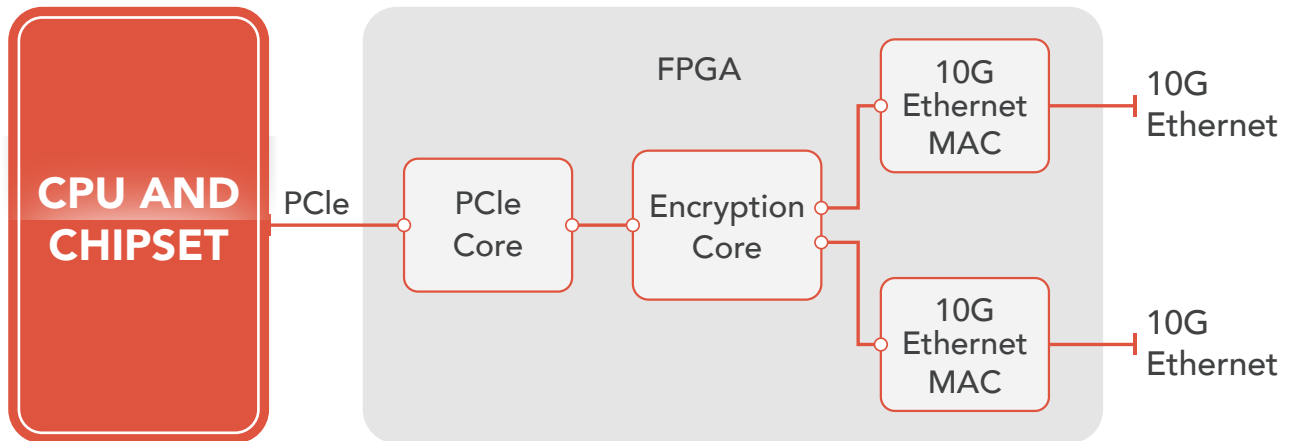 CPU AND
CHIPSET
PCIe
FPGA
PCIe
Core
Encryption
Core
10G
Ethernet
MAC
10G
Ethernet
10G
Ethernet
MAC
10G
Ethernet